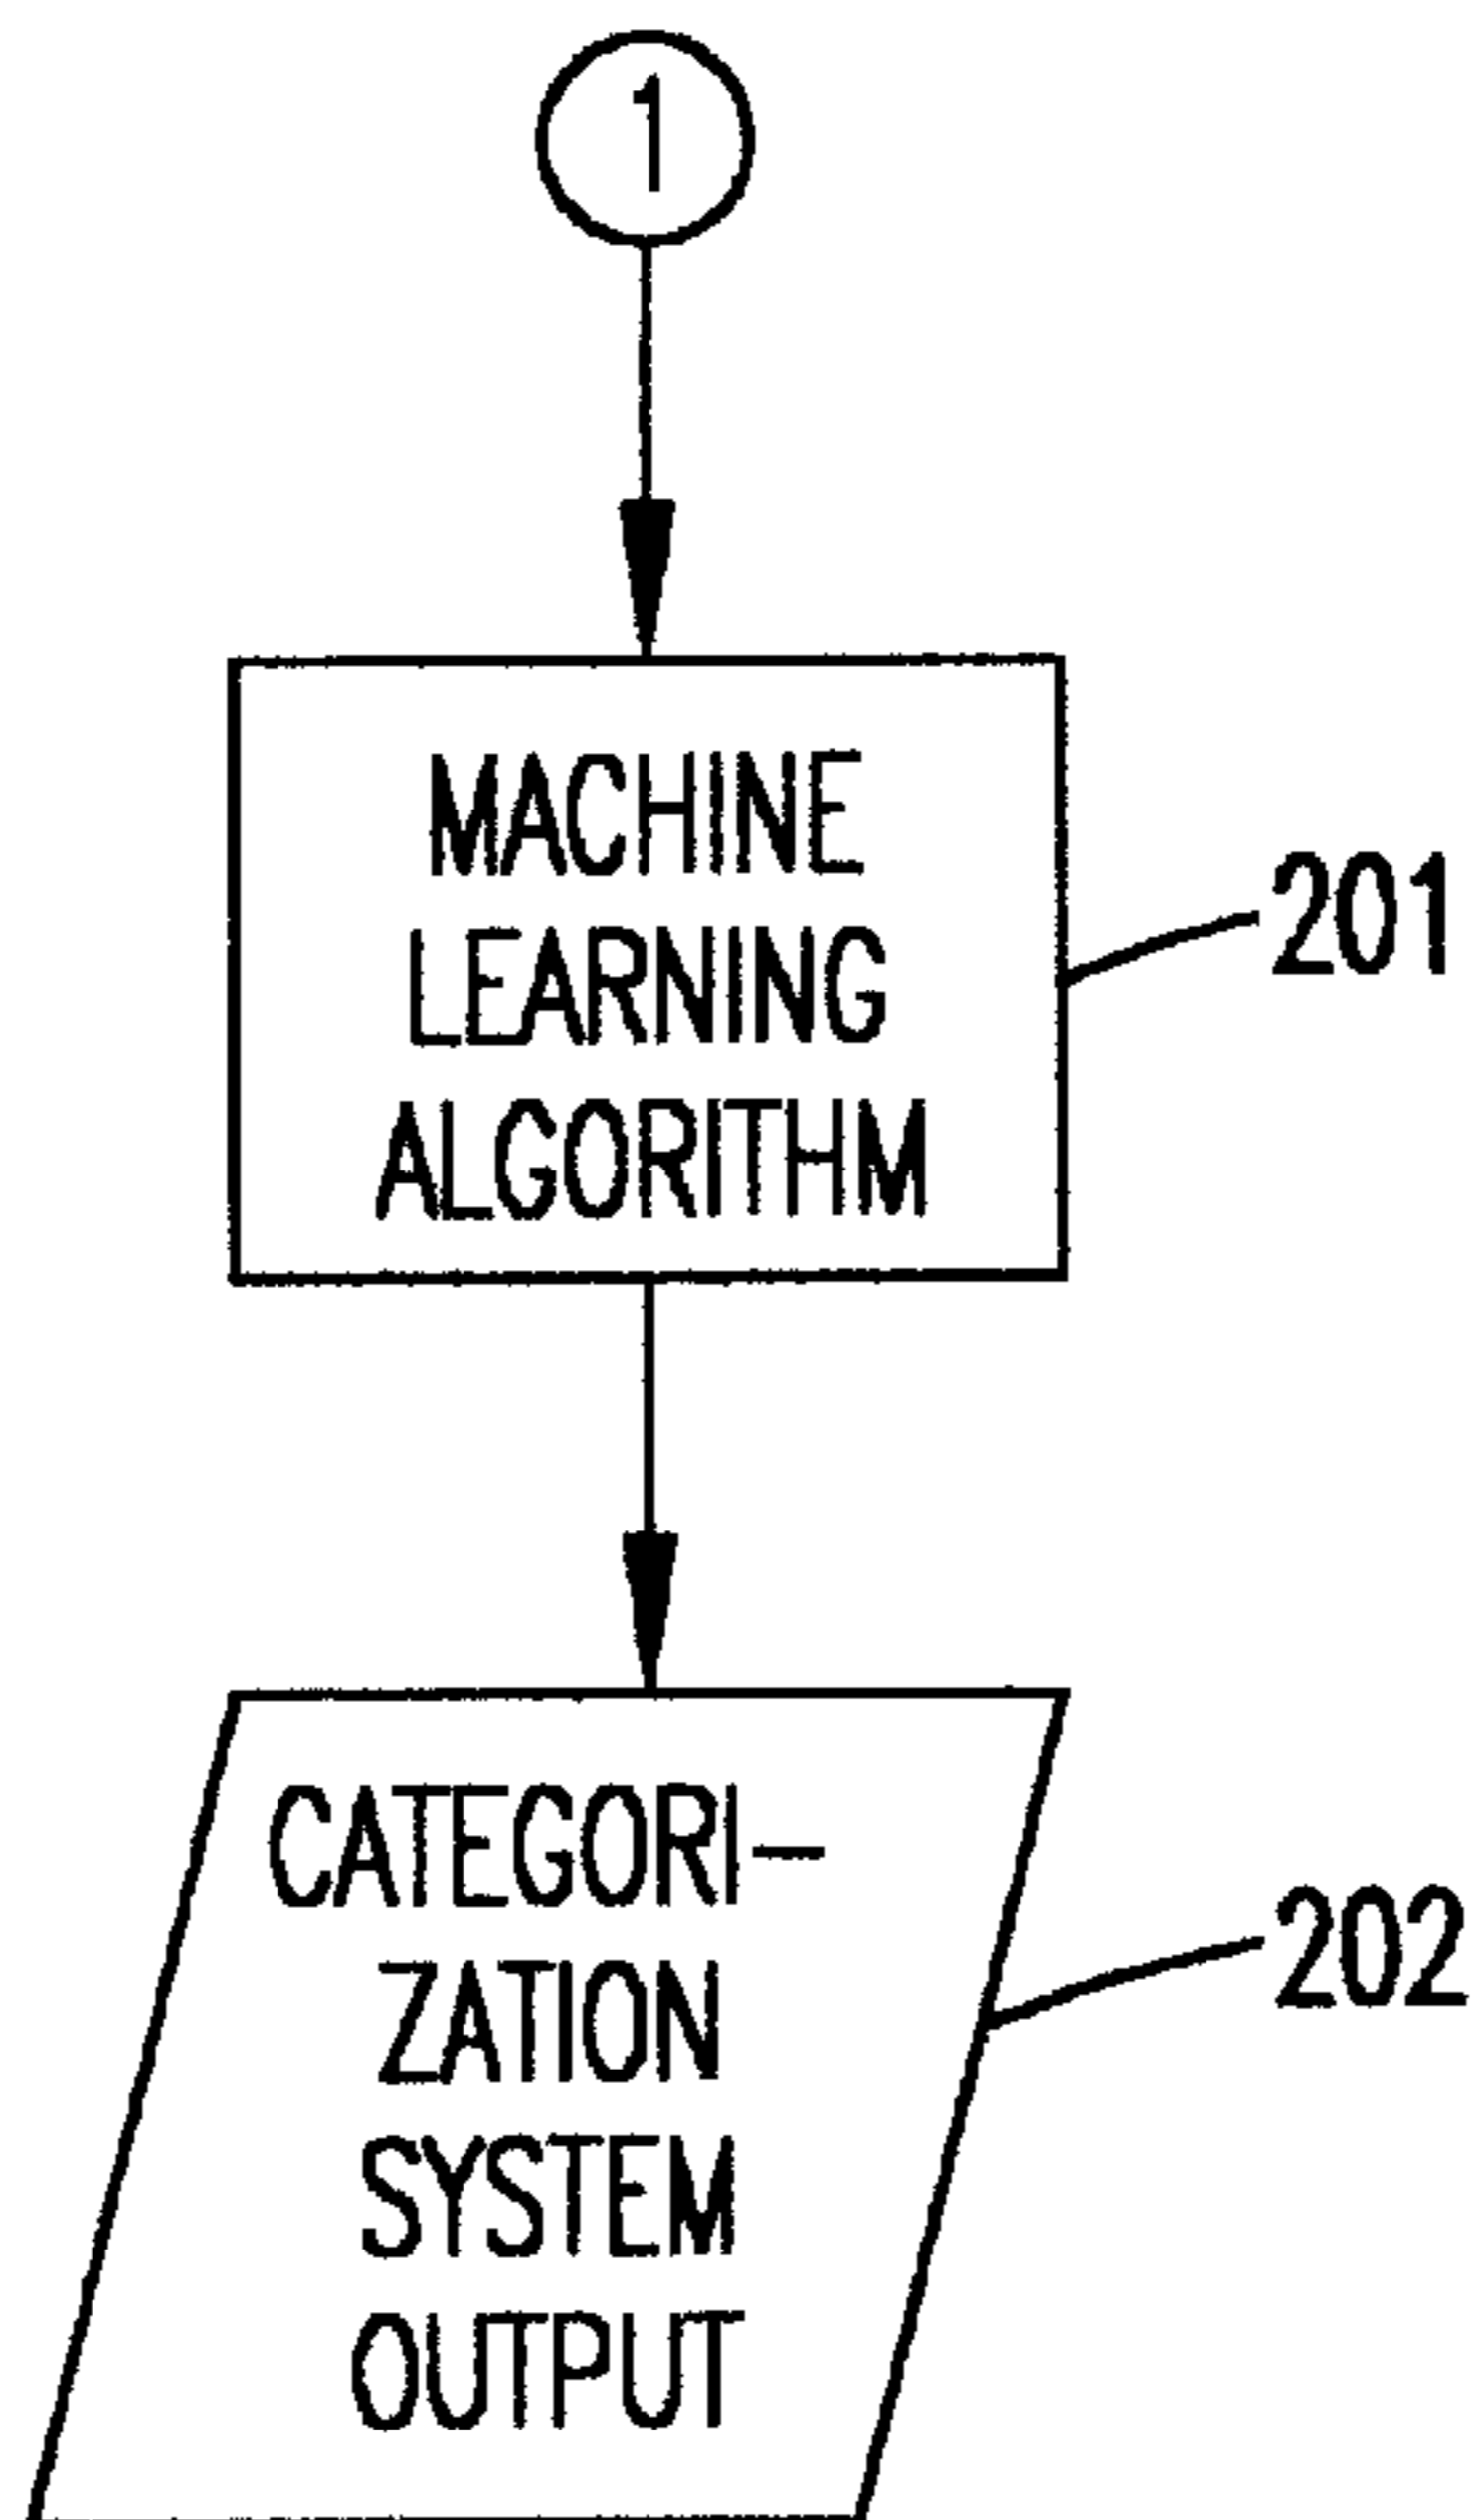 1
MACHINE
LEARNING
ALGORITHM
201
CATEGORI-
ZATION
SYSTEM
OUTPUT
202